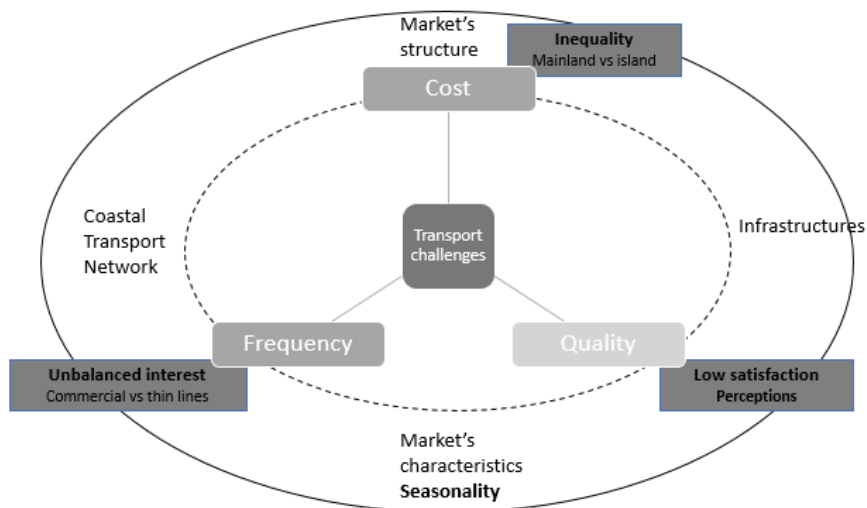 Market's
structure
Inequality
Mainland vs island
Cost
Coastal
Transport
Network
Transport
challenges
Infrastructures
Frequency
Quality
Unbalanced interest
Commercial vs thin lines
Low satisfaction
Perceptions
Market's
characteristics
Seasonality